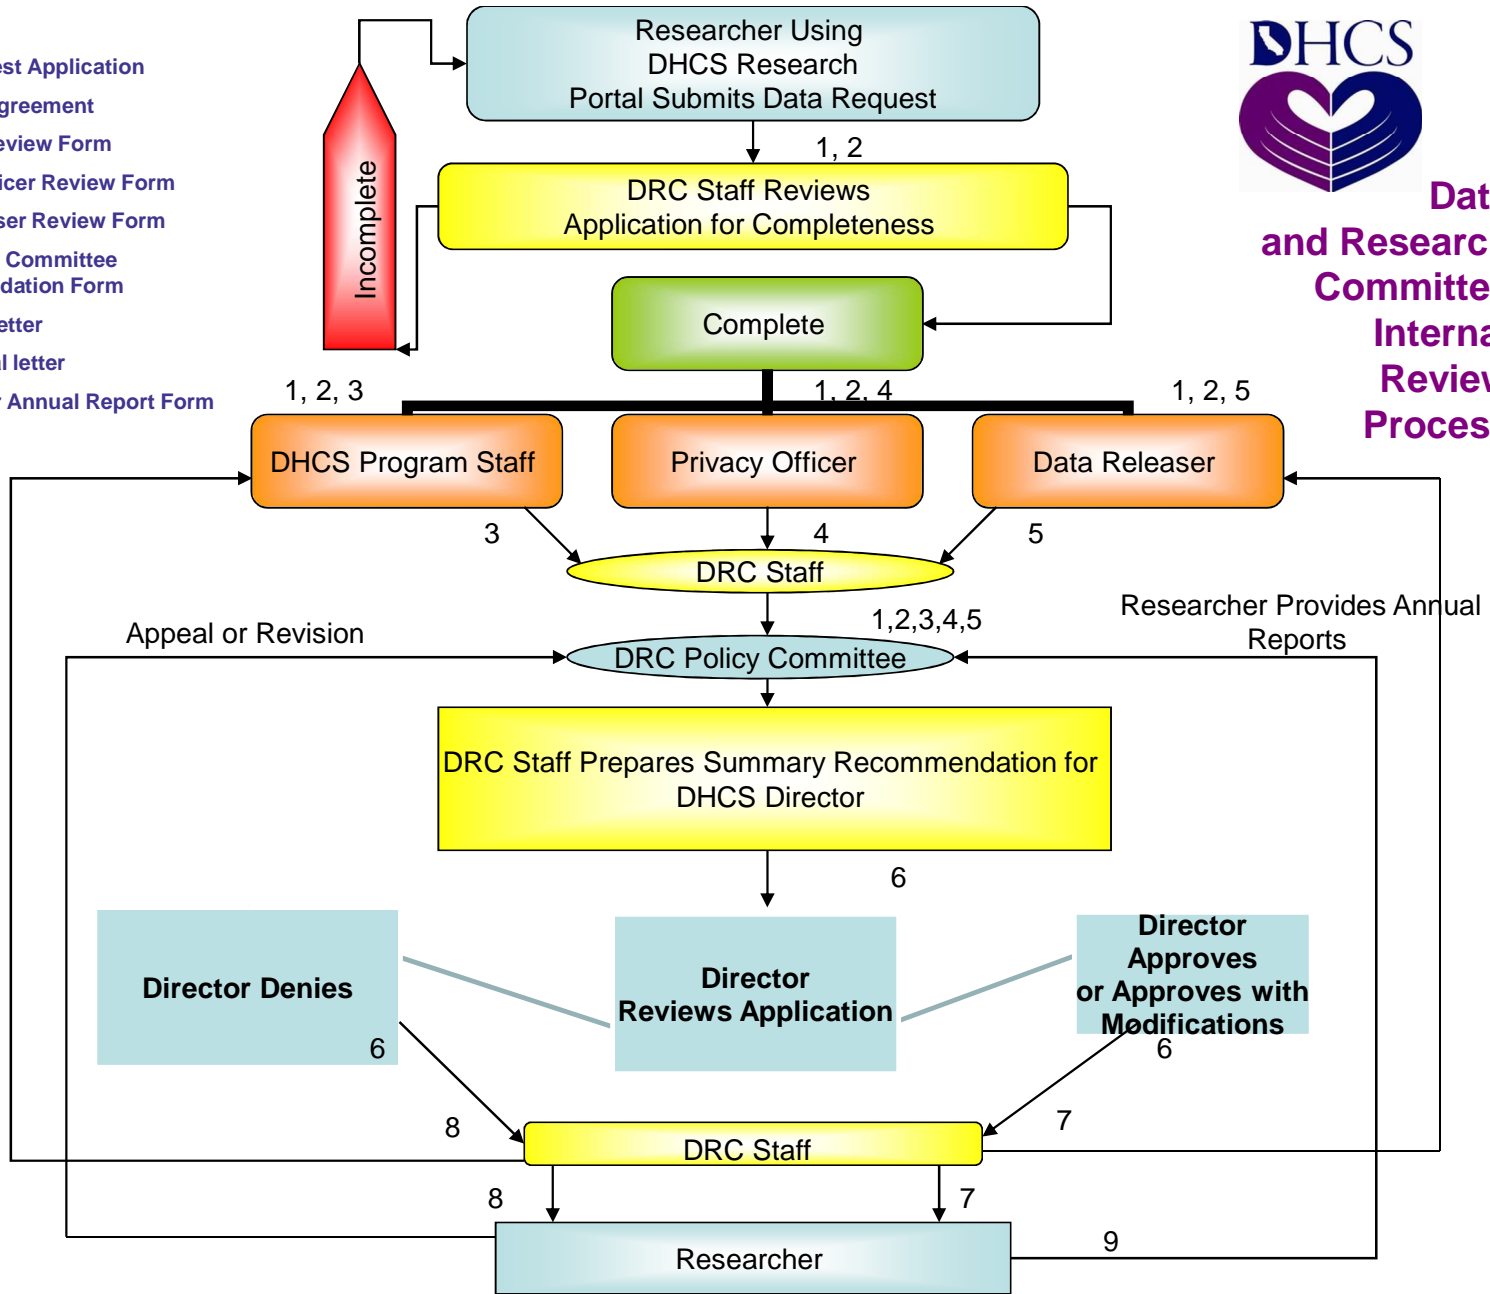 est Application
greement
eview Form
icer Review Form
ser Review Form
Committee
dation Form
etter
al letter
r Annual Report Form
Researcher Using
DHCS Research
Portal Submits Data Request
DHCS
Dat
and Researc
Committe
Interna
Review
Proces
1, 2
Incomplete
DRC Staff Reviews
Application for Completeness
Complete
1, 2, 3
1, 2, 4
1, 2, 5
DHCS Program Staff
Privacy Officer
Data Releaser
3
4
5
DRC Staff
1,2,3,4,5
Researcher Provides Annual
Reports
Appeal or Revision
DRC Policy Committee
DRC Staff Prepares Summary Recommendation for
DHCS Director
6
Director Denies
6
Director
Reviews Application
Director
Approves
or Approves with
Modifications
6
8
7
DRC Staff
8
7
Researcher
9